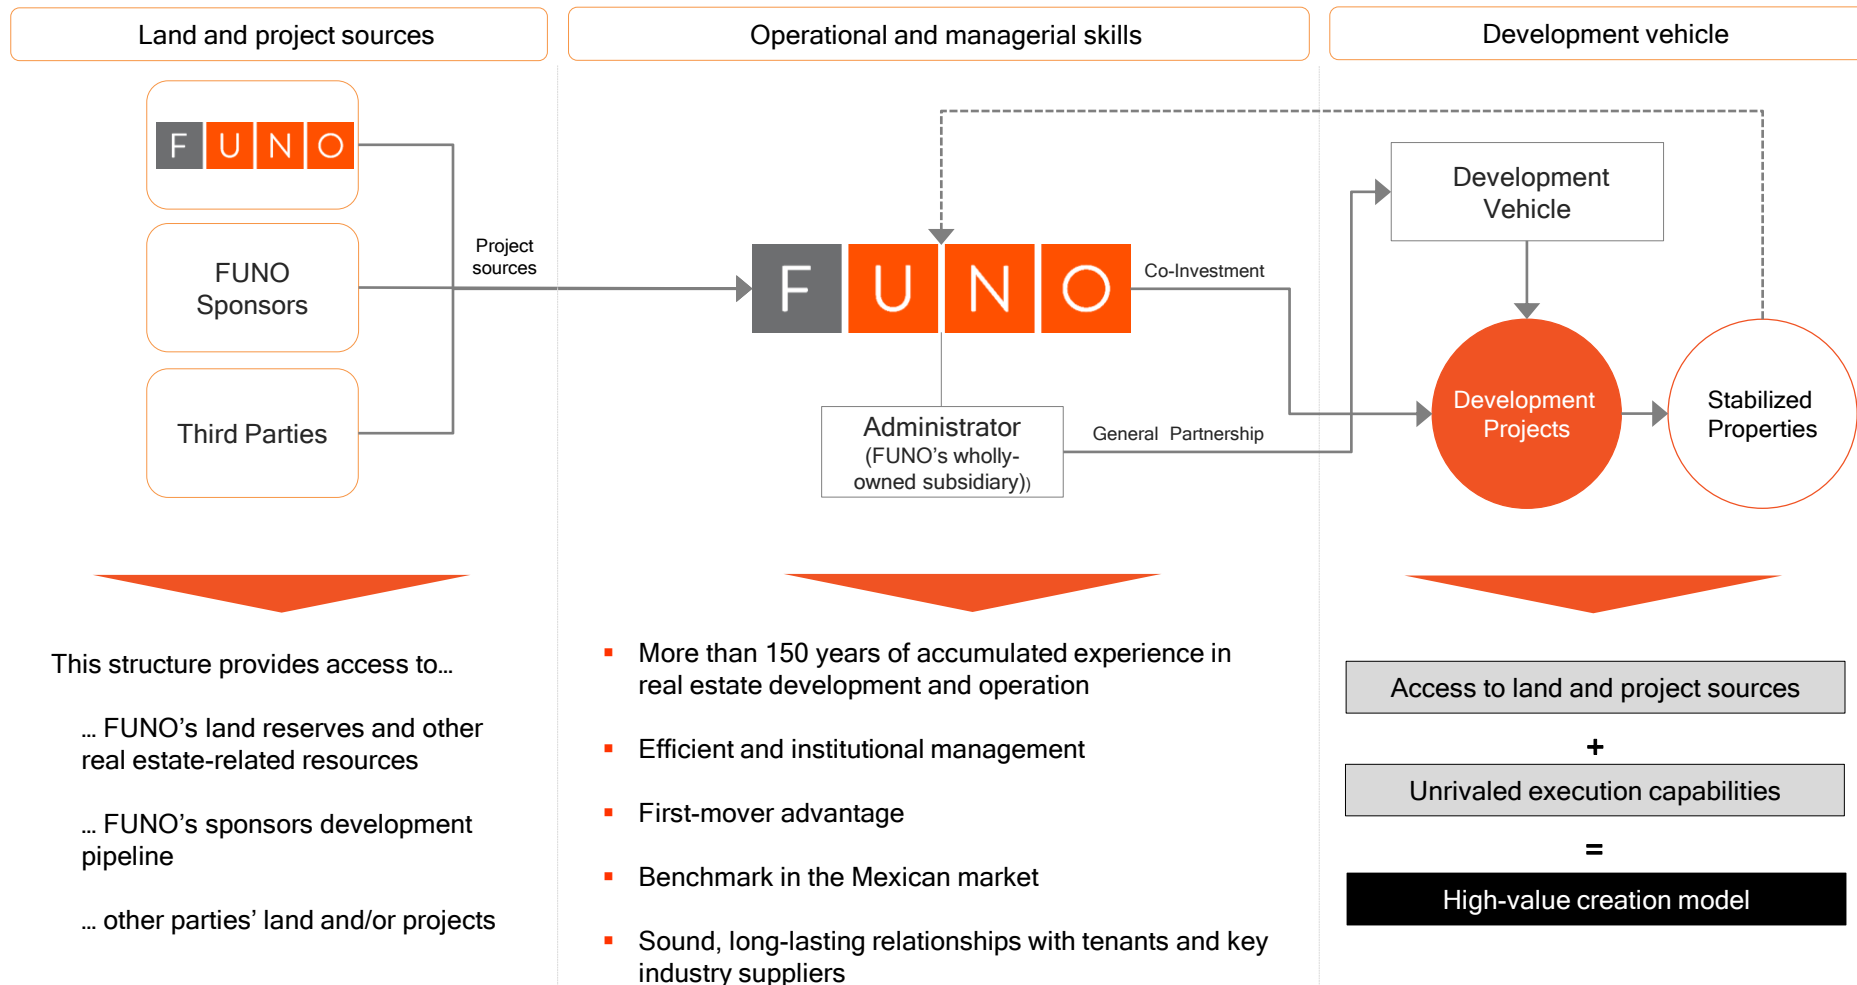 Land and project sources
Operational and managerial skills
Development vehicle
FUNO
FUNO
Sponsors
Third Parties
Project
sources
FUNO
Administrator
(FUNO’s wholly-
owned subsidiary))
Co-Investment
General Partnership
Development
Vehicle
Development
Projects
Stabilized
Properties
This structure provides access to…
… FUNO’s land reserves and other
real estate-related resources
… FUNO’s sponsors development
pipeline
… other parties’ land and/or projects
▪ More than 150 years of accumulated experience in
real estate development and operation
▪ Efficient and institutional management
▪ First-mover advantage
▪ Benchmark in the Mexican market
▪ Sound, long-lasting relationships with tenants and key
industry suppliers
Access to land and project sources
+
Unrivaled execution capabilities
=
High-value creation model